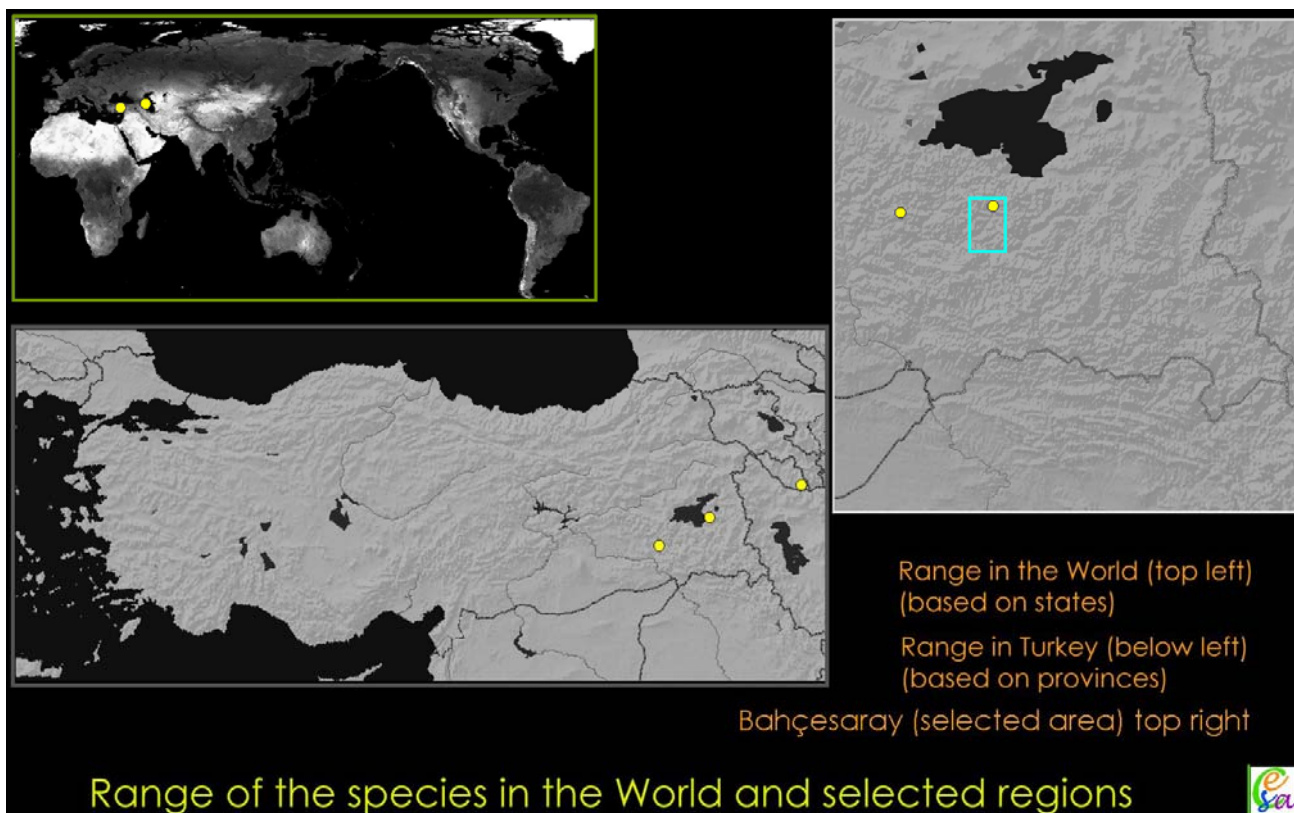 Range in the World (top left)
(based on states)
Range in Turkey (below left)
(based on provinces)
Bahçesaray (selected area) top right
Range of the species in the World and selected regions
esa